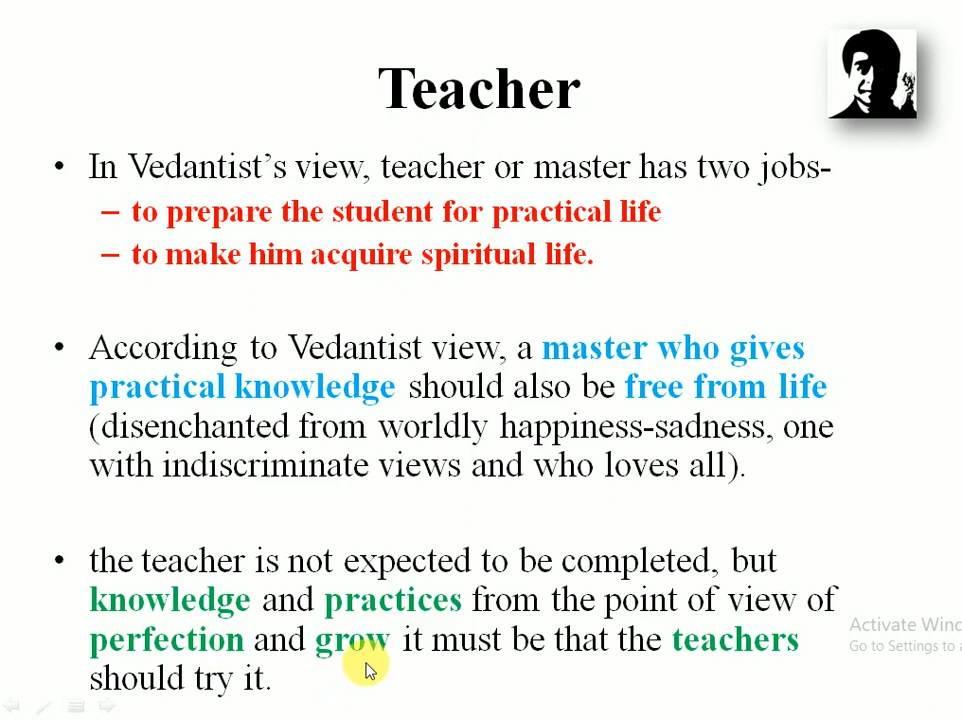 Teacher
• In Vedantist’s view, teacher or master has two jobs-
– to prepare the student for practical life
– to make him acquire spiritual life.
• According to Vedantist view, a master who gives
practical knowledge should also be free from life
(disenchanted from worldly happiness-sadness, one
with indiscriminate views and who loves all).
• the teacher is not expected to be completed, but
knowledge and practices from the point of view of
perfection and grow it must be that the teachers
should try it.
Activate Winc
Go to Settings to a